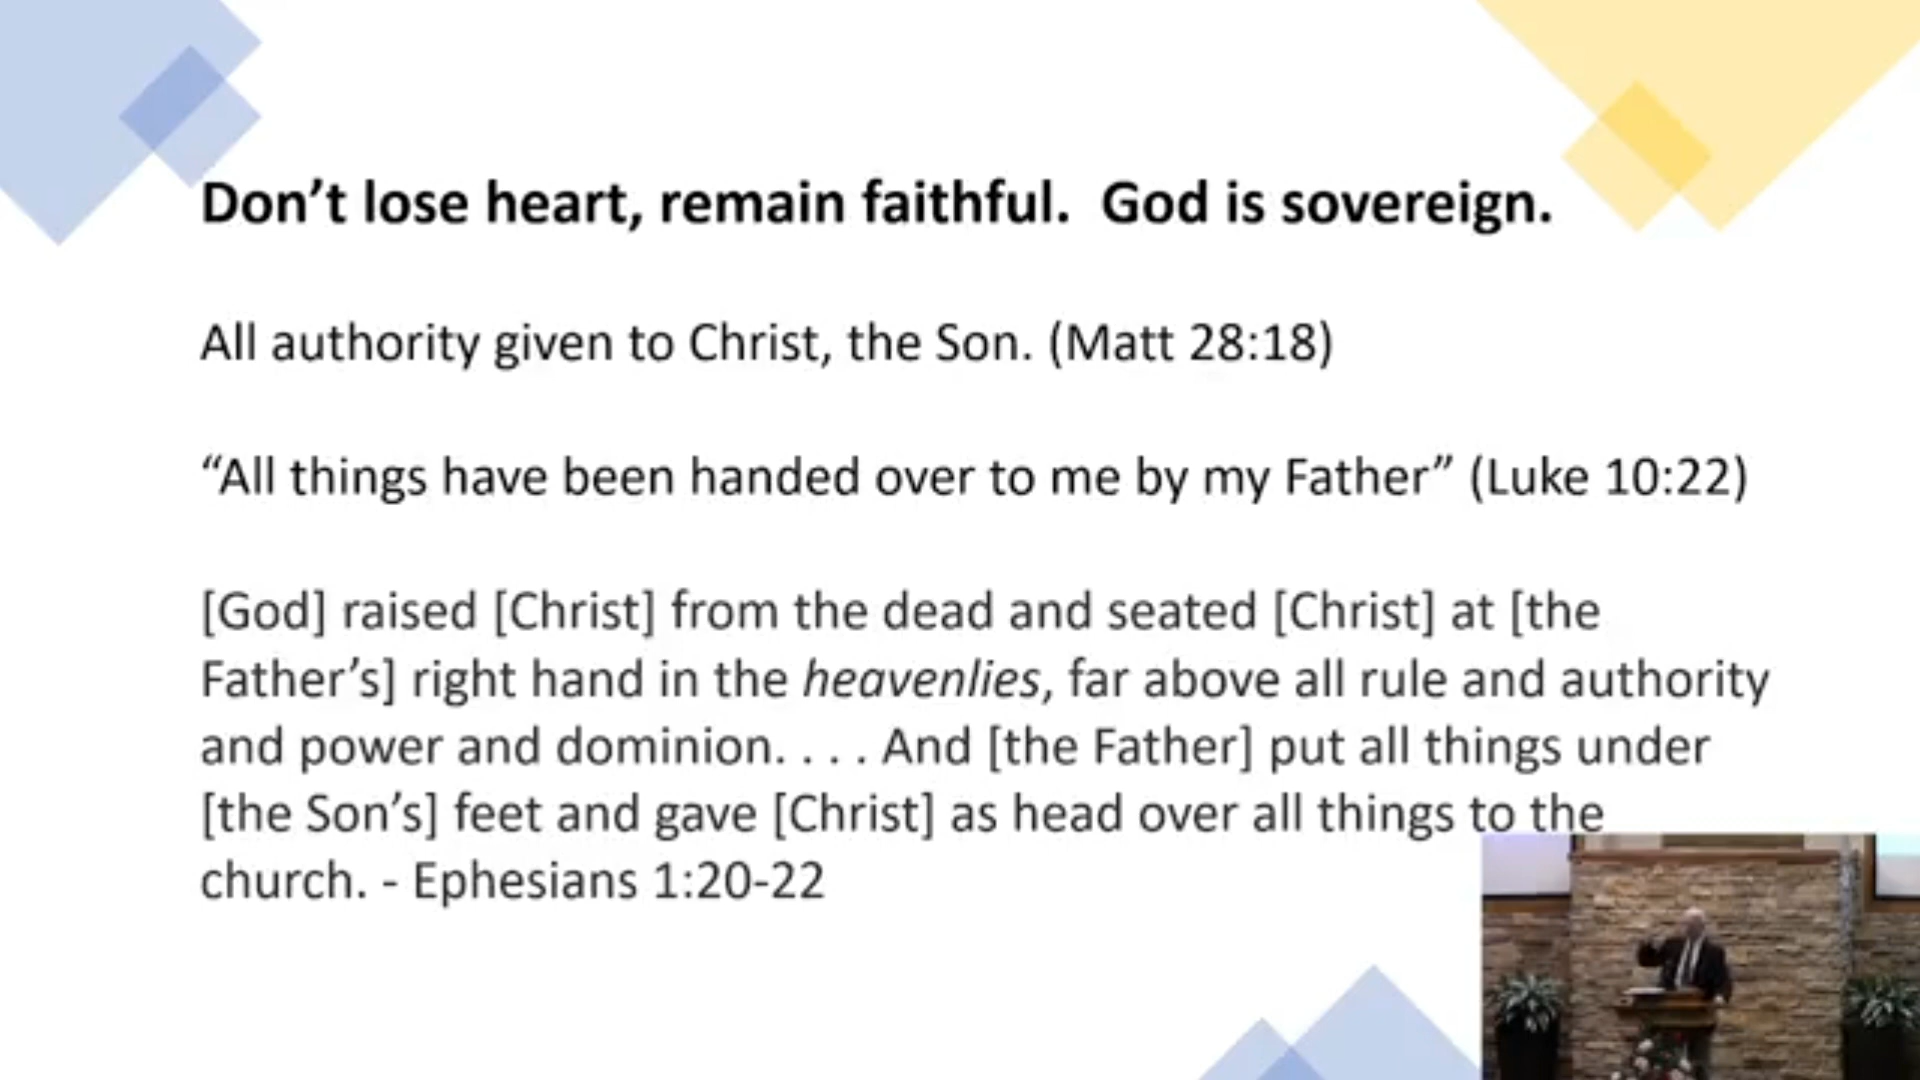 Don’t lose heart, remain faithful.  God is sovereign.
All authority given to Christ, the Son. (Matt 28:18)
“All things have been handed over to me by my Father” (Luke 10:22)
[God] raised [Christ] from the dead and seated [Christ] at [the
Father’s] right hand in the heavenlies, far above all rule and authority
and power and dominion. . . . And [the Father] put all things under
[the Son’s] feet and gave [Christ] as head over all things to the
church. - Ephesians 1:20-22